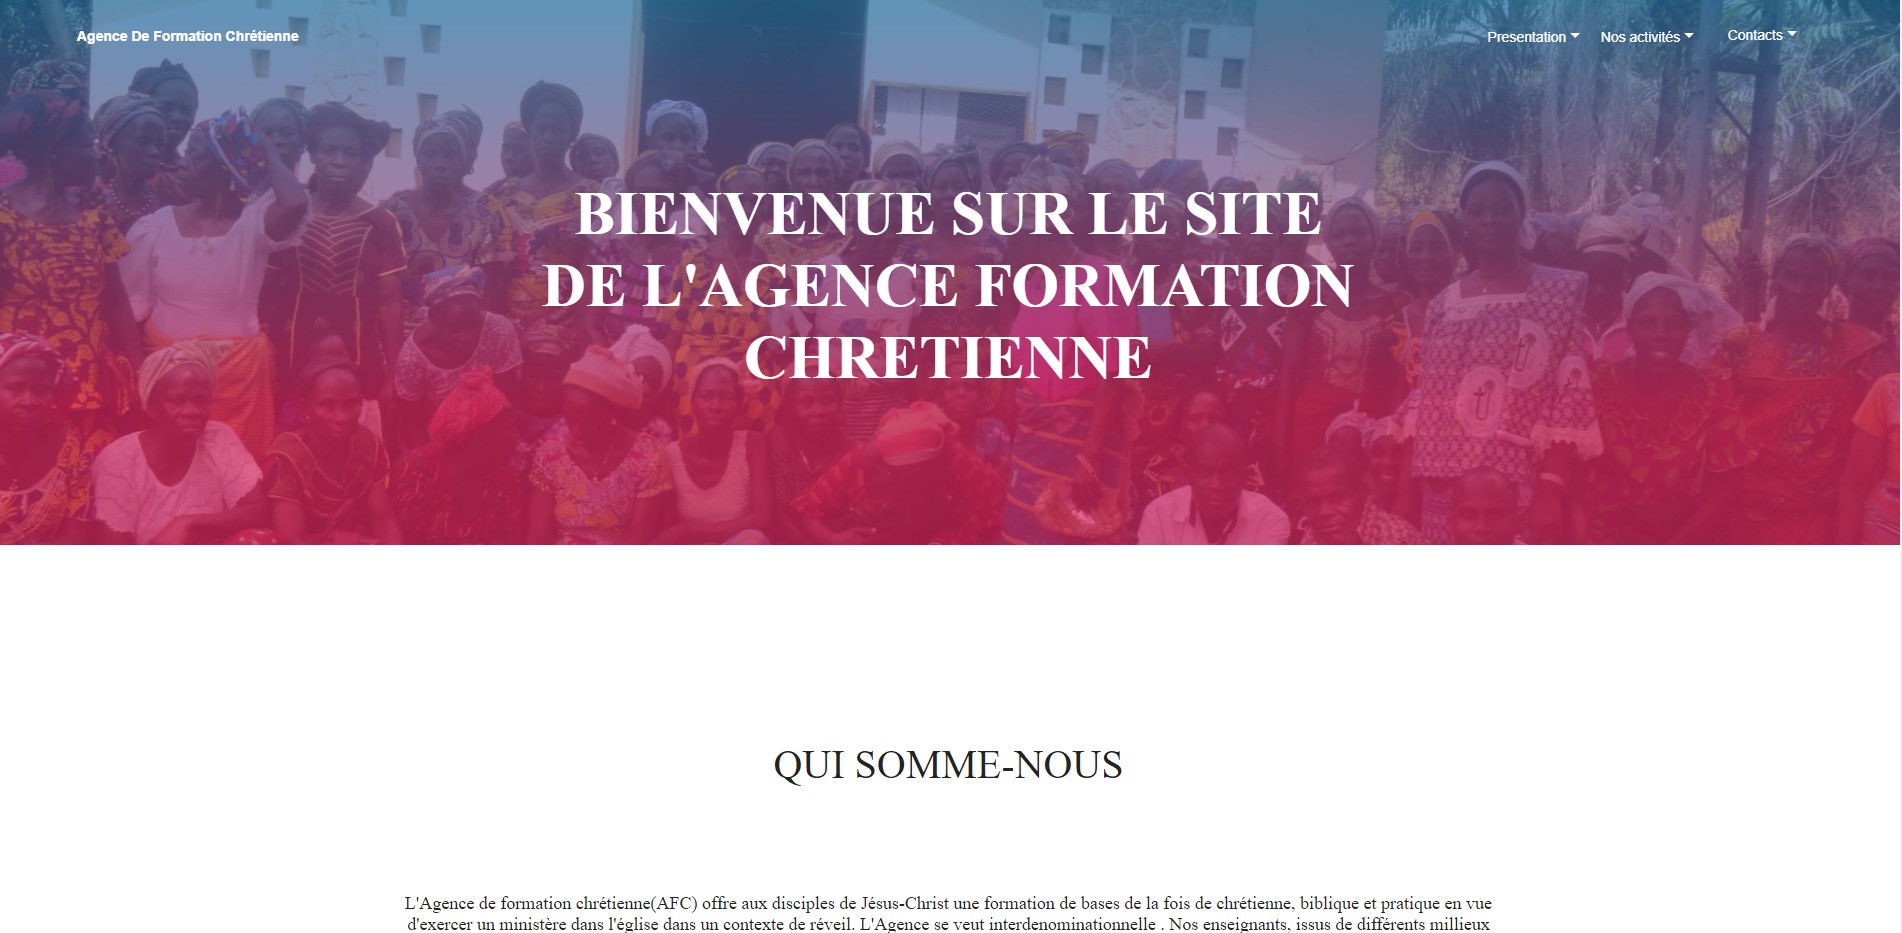 Agence De Formation Chrétienne
Presentation Nos activités Contacts
BIENVENUE SUR LE SITE
DE L'AGENCE FORMATION
CHRETIENNE
QUI SOMME-NOUS
L'Agence de formation chrétienne(AFC) offre aux disciples de Jésus-Christ une formation de bases de la fois de chrétienne, biblique et pratique en vue
d'exercer un ministère dans l'église dans un contexte de réveil. L'Agence se veut interdenominationnelle . Nos enseignants, issus de différents millieux